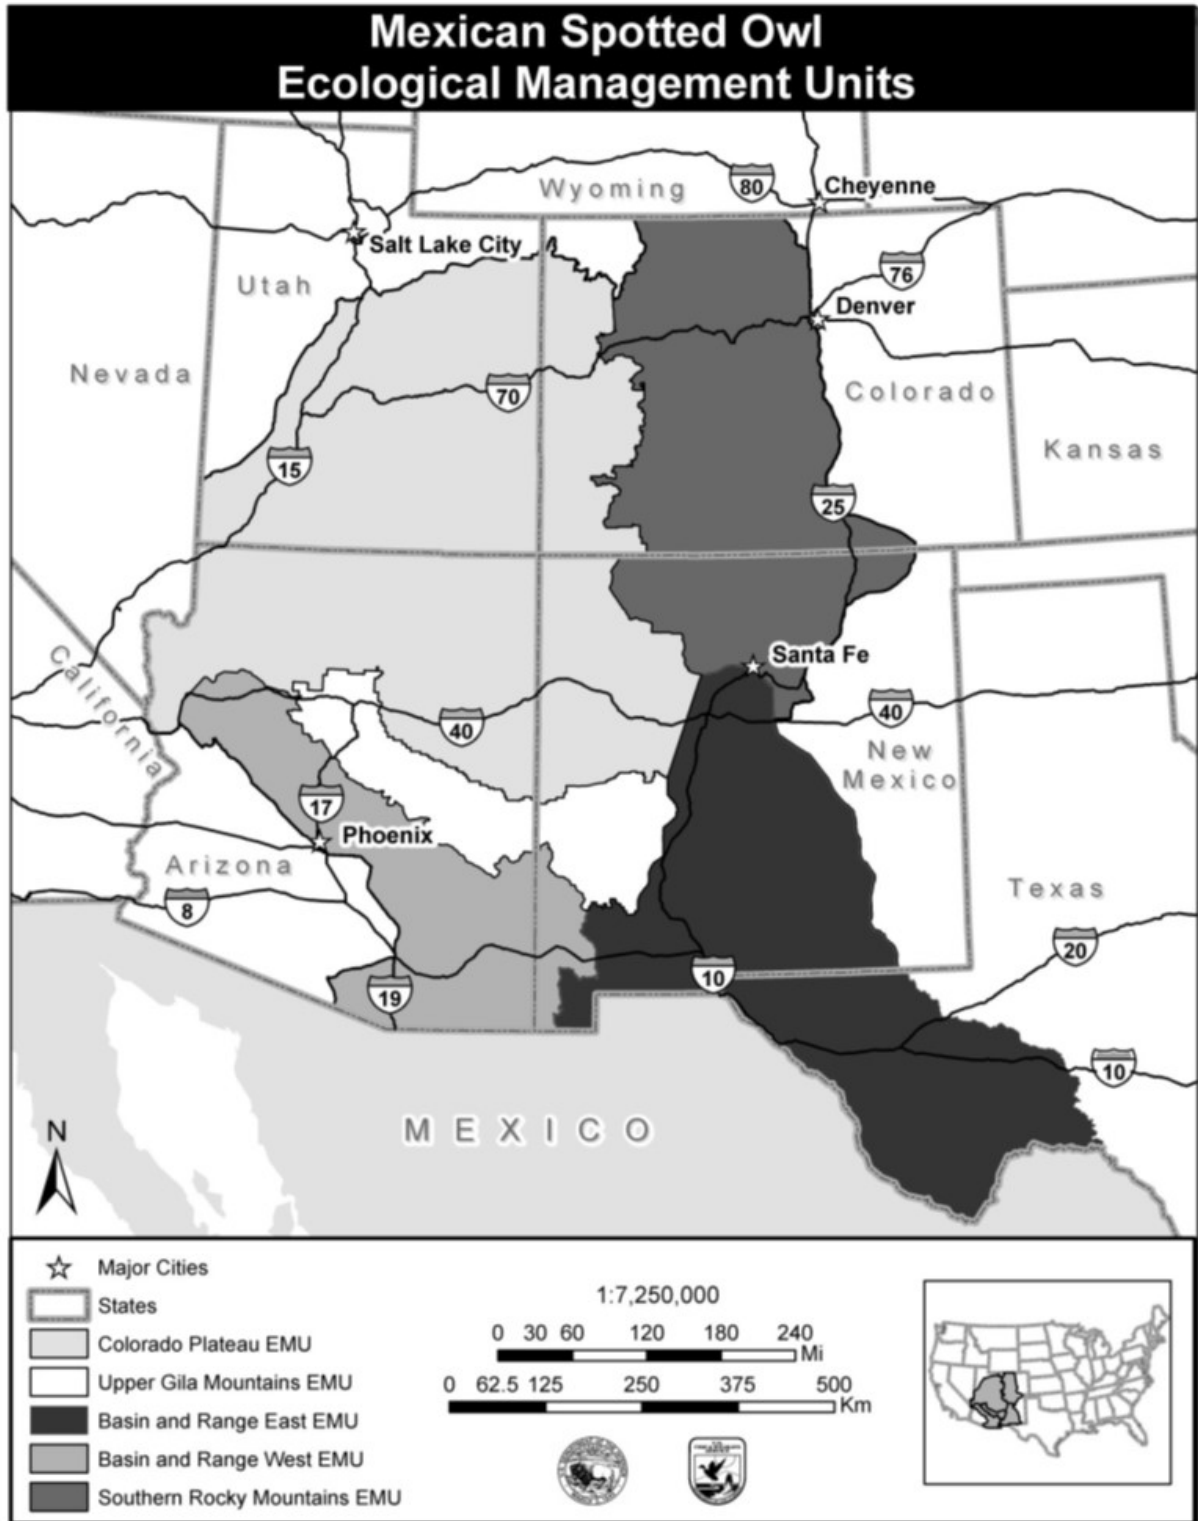 Mexican Spotted Owl
Ecological Management Units
Wyoming
80
Cheyenne
Salt Lake City
Utah
76
Denver
Nevada
70
Colorado
Kansas
15
25
California
Santa Fe
40
40
New
Mexico
17
Phoenix
Arizona
8
Texas
20
10
19
10
MEXICO
N
Major Cities
States
Colorado Plateau EMU
Upper Gila Mountains EMU
Basin and Range East EMU
Basin and Range West EMU
Southern Rocky Mountains EMU
1:7,250,000
0 30 60 120 180 240
Mi
0 62.5 125 250 375 500
Km